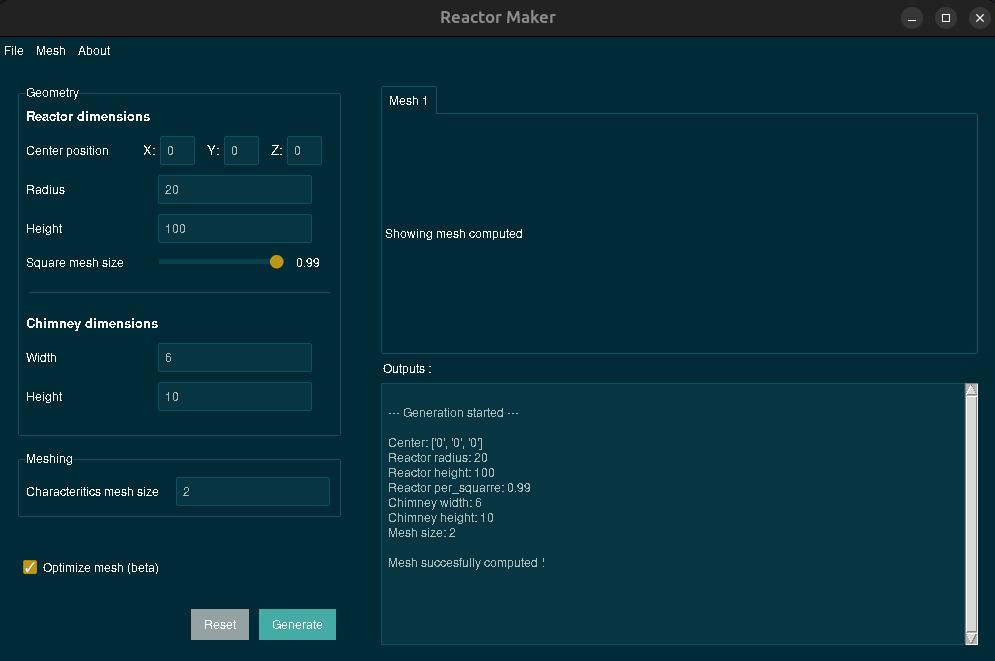 Reactor Maker
File Mesh About
Geometry
Reactor dimensions
Center position X: 0 Y: 0 Z: 0
Radius 20
Height 100
Square mesh size 0.99
Chimney dimensions
Width 6
Height 10
Meshing
Characteritics mesh size 2
Optimize mesh (beta)
Reset Generate
Mesh 1
Showing mesh computed
Outputs :
--- Generation started ---
Center: ['0', '0', '0']
Reactor radius: 20
Reactor height: 100
Reactor per_squarre: 0.99
Chimney width: 6
Chimney height: 10
Mesh size: 2
Mesh succesfully computed !